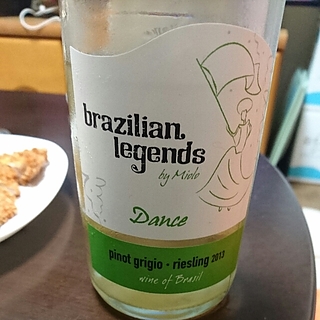 brazilian
legends
by Miolo
Dance
pinot grigio · riesling 2013
wine of Brasil